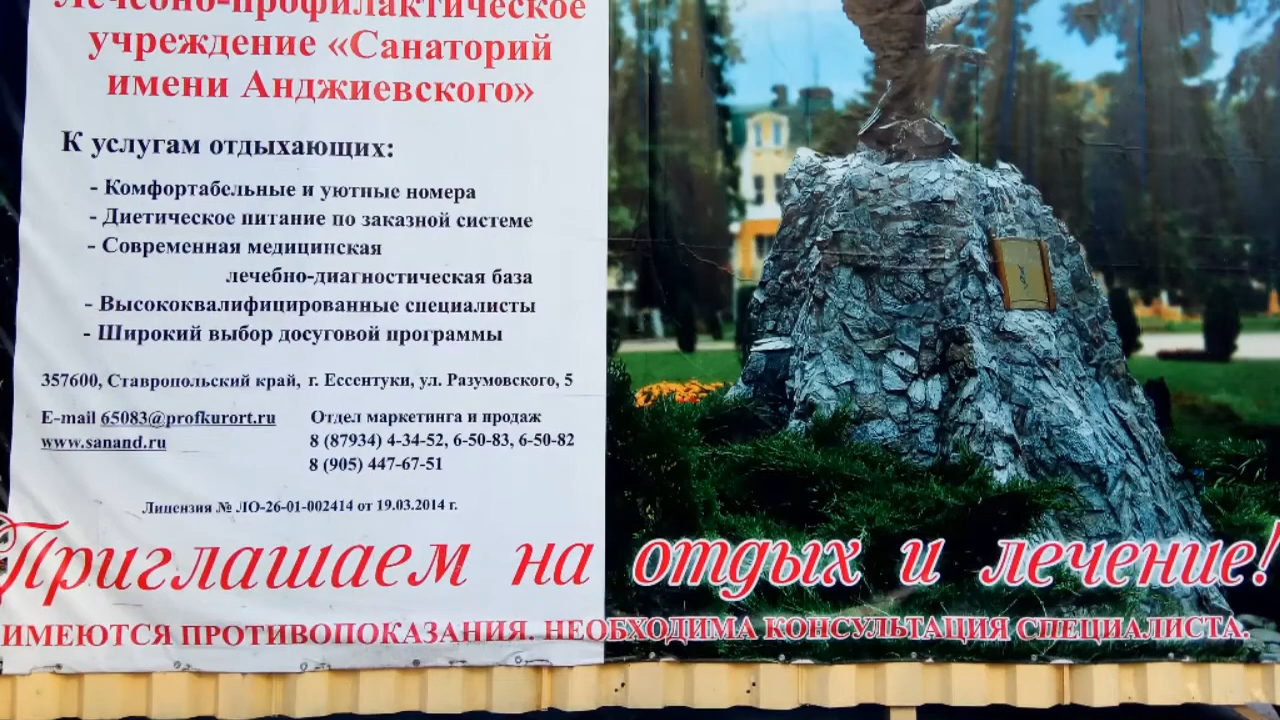 Лечебно-профилактическое
учреждение «Санаторий
имени Анджиевского»
К услугам отдыхающих:
- Комфортабельные и уютные номера
- Диетическое питание по заказной системе
- Современная медицинская
лечебно-диагностическая база
- Высококвалифицированные специалисты
- Широкий выбор досуговой программы
357600, Ставропольский край, г. Ессентуки, ул. Разумовского, 5
E-mail 65083@profkurort.ru
www.sanand.ru
Отдел маркетинга и продаж
8 (87934) 4-34-52, 6-50-83, 6-50-82
8 (905) 447-67-51
Лицензия № ЛО-26-01-002414 от 19.03.2014 г.
Приглашаем на отдых и лечение!
ИМЕЮТСЯ ПРОТИВОПОКАЗАНИЯ. НЕОБХОДИМА КОНСУЛЬТАЦИЯ СПЕЦИАЛИСТА.